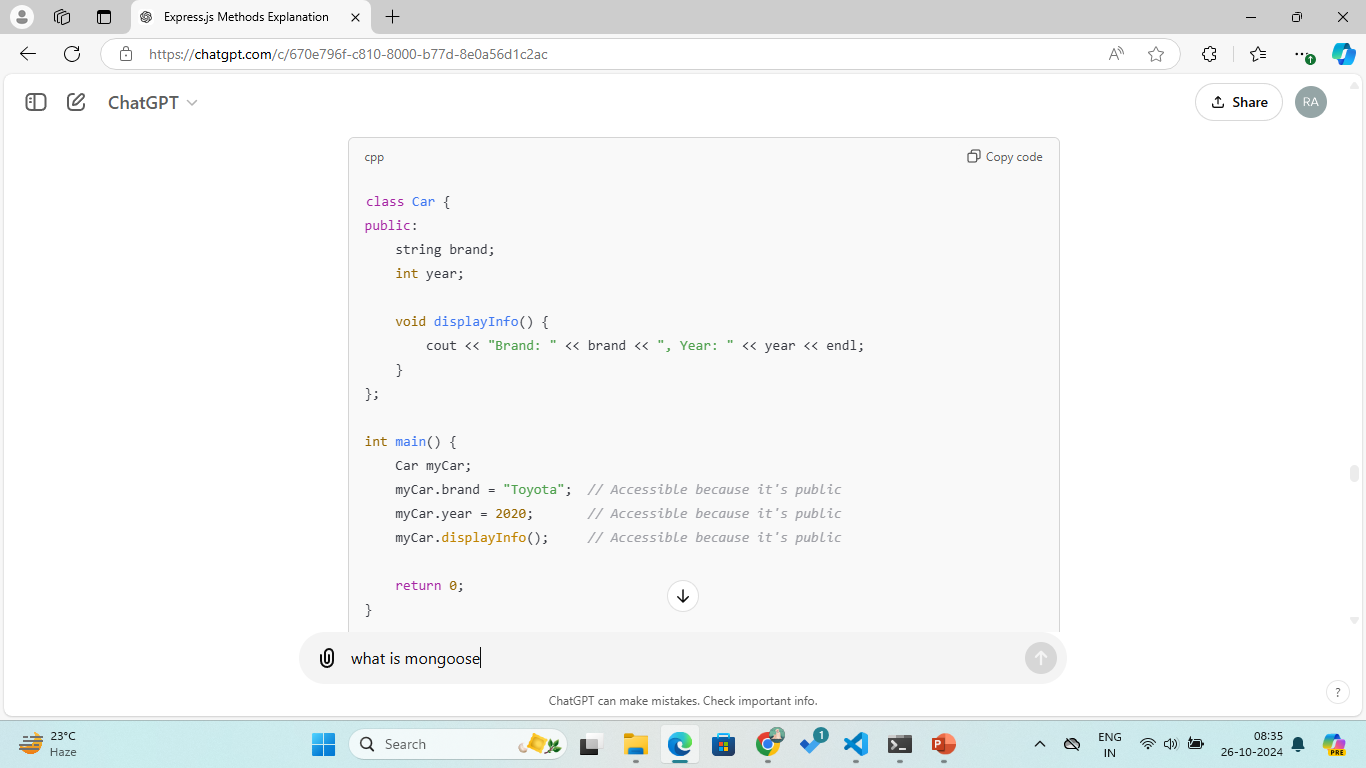 Express.js Methods Explanation
https://chatgpt.com/c/670e796f-c810-8000-b77d-8e0a56d1c2ac
ChatGPT
Share
RA
cpp
Copy code
class Car {
public:
    string brand;
    int year;
    void displayInfo() {
        cout << "Brand: " << brand << ", Year: " << year << endl;
    }
};
int main() {
    Car myCar;
    myCar.brand = "Toyota";  // Accessible because it's public
    myCar.year = 2020;       // Accessible because it's public
    myCar.displayInfo();     // Accessible because it's public
    return 0;
}
what is mongoose
ChatGPT can make mistakes. Check important info.
?
23°C
Haze
Search
1
ENG
IN
08:35
26-10-2024
PRE